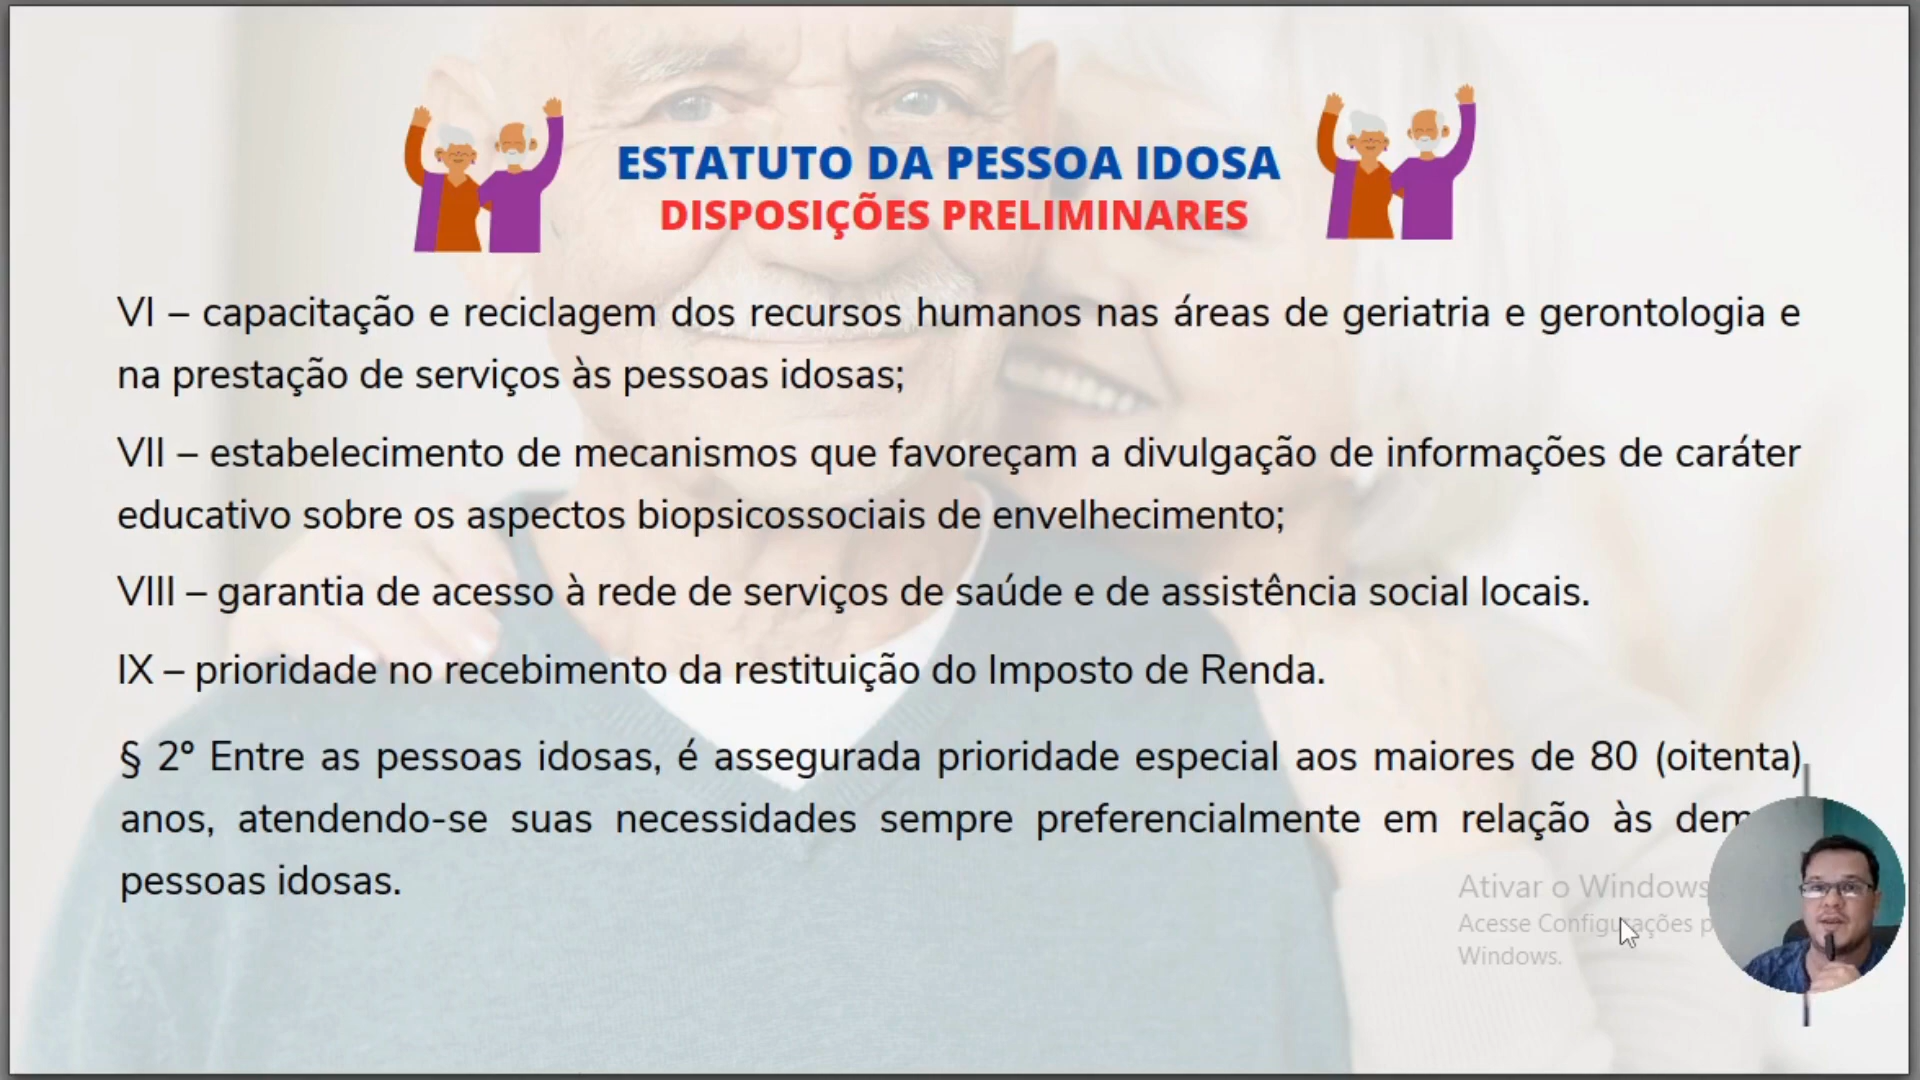 ESTATUTO DA PESSOA IDOSA
DISPOSIÇÕES PRELIMINARES
VI – capacitação e reciclagem dos recursos humanos nas áreas de geriatria e gerontologia e
na prestação de serviços às pessoas idosas;
VII – estabelecimento de mecanismos que favoreçam a divulgação de informações de caráter
educativo sobre os aspectos biopsicossociais de envelhecimento;
VIII – garantia de acesso à rede de serviços de saúde e de assistência social locais.
IX – prioridade no recebimento da restituição do Imposto de Renda.
§ 2º Entre as pessoas idosas, é assegurada prioridade especial aos maiores de 80 (oitenta)
anos, atendendo-se suas necessidades sempre preferencialmente em relação às
pessoas idosas.
Ativar o Windows
Acesse Configurações
Windows.